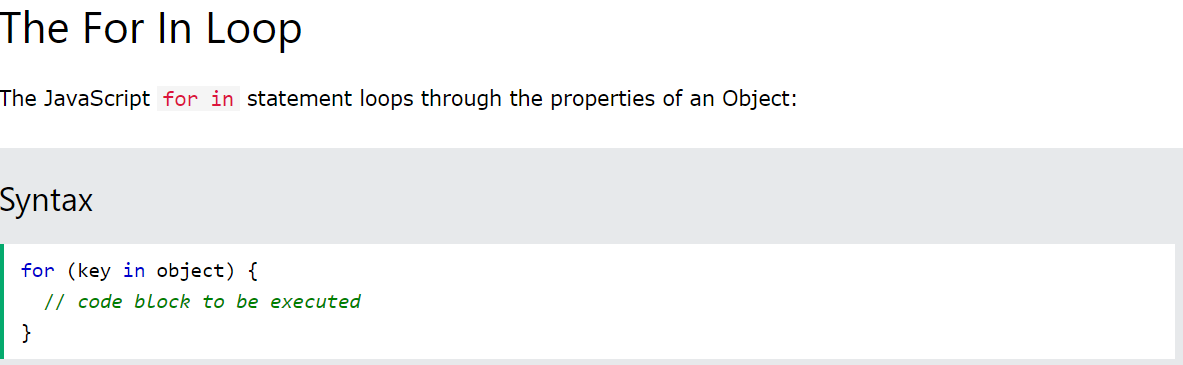 The For In Loop
The JavaScript for in statement loops through the properties of an Object:
Syntax
for (key in object) {
  // code block to be executed
}